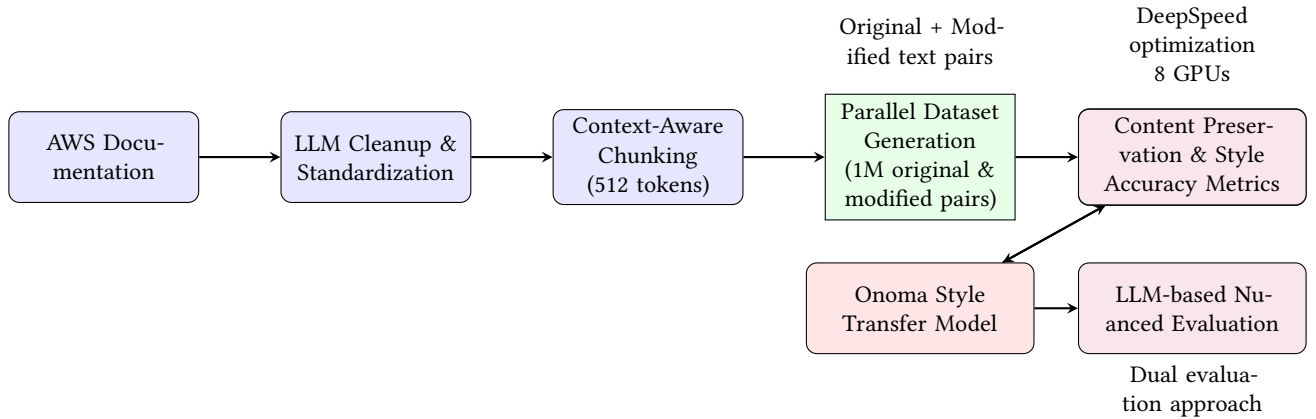 Original + Mod-
ified text pairs
DeepSpeed
optimization
8 GPUs
AWS Docu-
mentation
LLM Cleanup &
Standardization
Context-Aware
Chunking
(512 tokens)
Parallel Dataset
Generation
(1M original &
modified pairs)
Content Preser-
vation & Style
Accuracy Metrics
Onoma Style
Transfer Model
LLM-based Nu-
anced Evaluation
Dual evalua-
tion approach